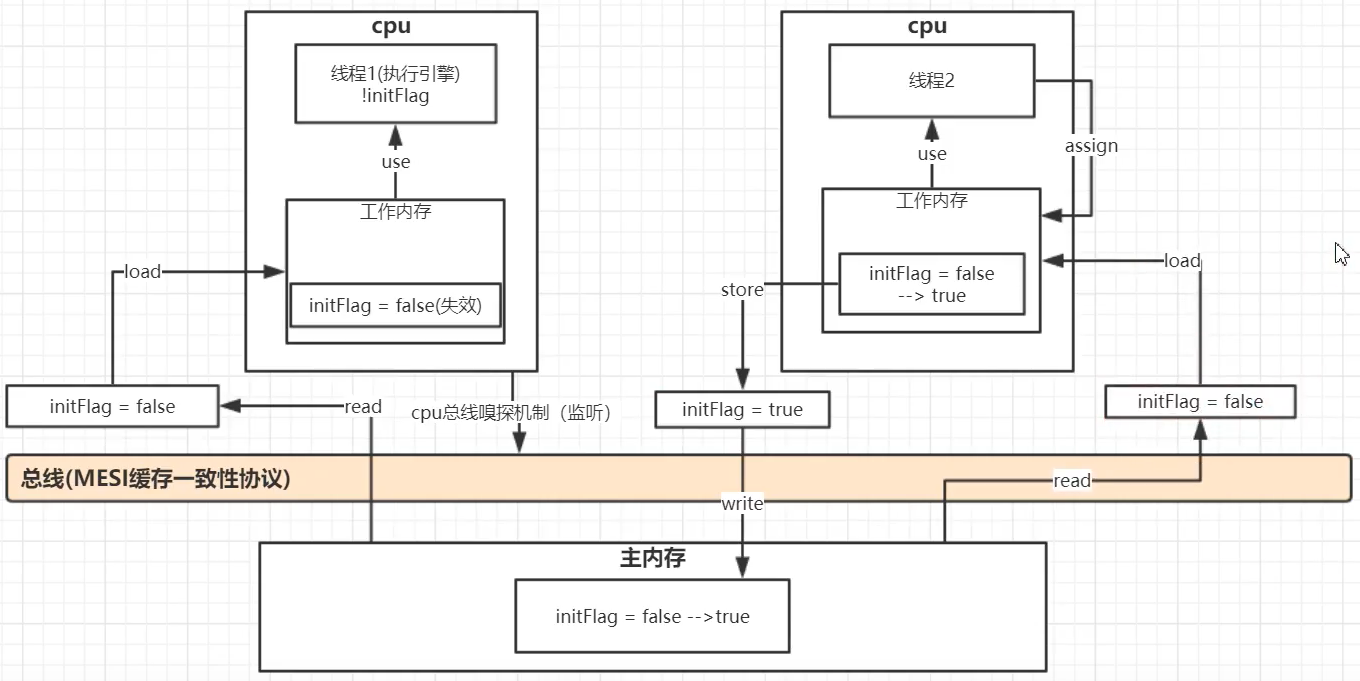 cpu
线程1(执行引擎)
!initFlag
use
工作内存
load
initFlag = false(失效)
initFlag = false
read
cpu总线嗅探机制（监听）
cpu
线程2
use
assign
工作内存
initFlag = false
--> true
store
load
initFlag = true
initFlag = false
总线(MESI缓存一致性协议)
write
read
主内存
initFlag = false -->true